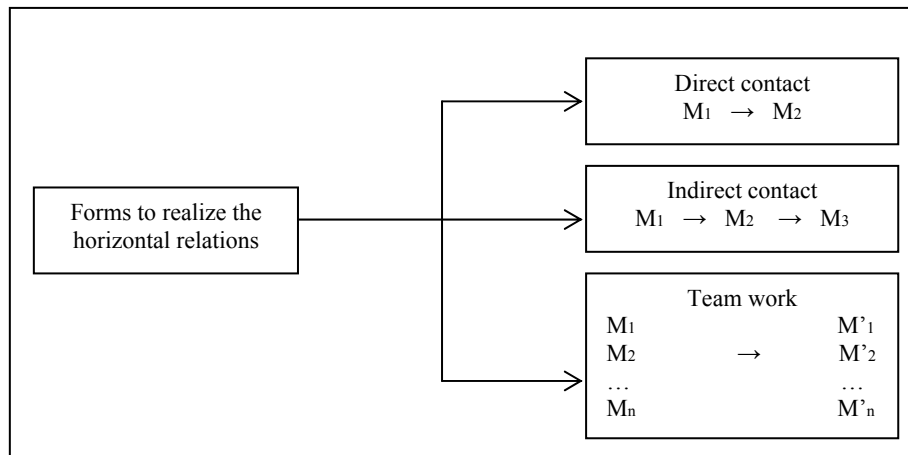 Forms to realize the
horizontal relations
Direct contact
M₁ → M₂
Indirect contact
M₁ → M₂ → M₃
Team work
M₁ M’₁
M₂ → M’₂
… …
Mₙ M’ₙ